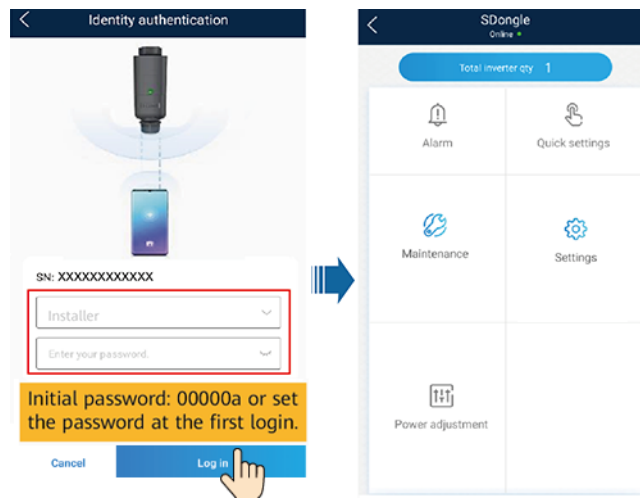 Identity authentication
SN: XXXXXXXXXXXX
Installer
Enter your password.
Initial password: 00000a or set
the password at the first login.
Cancel
Log in
SDongle
Online
Total inverter qty 1
Alarm
Quick settings
Maintenance
Settings
Power adjustment